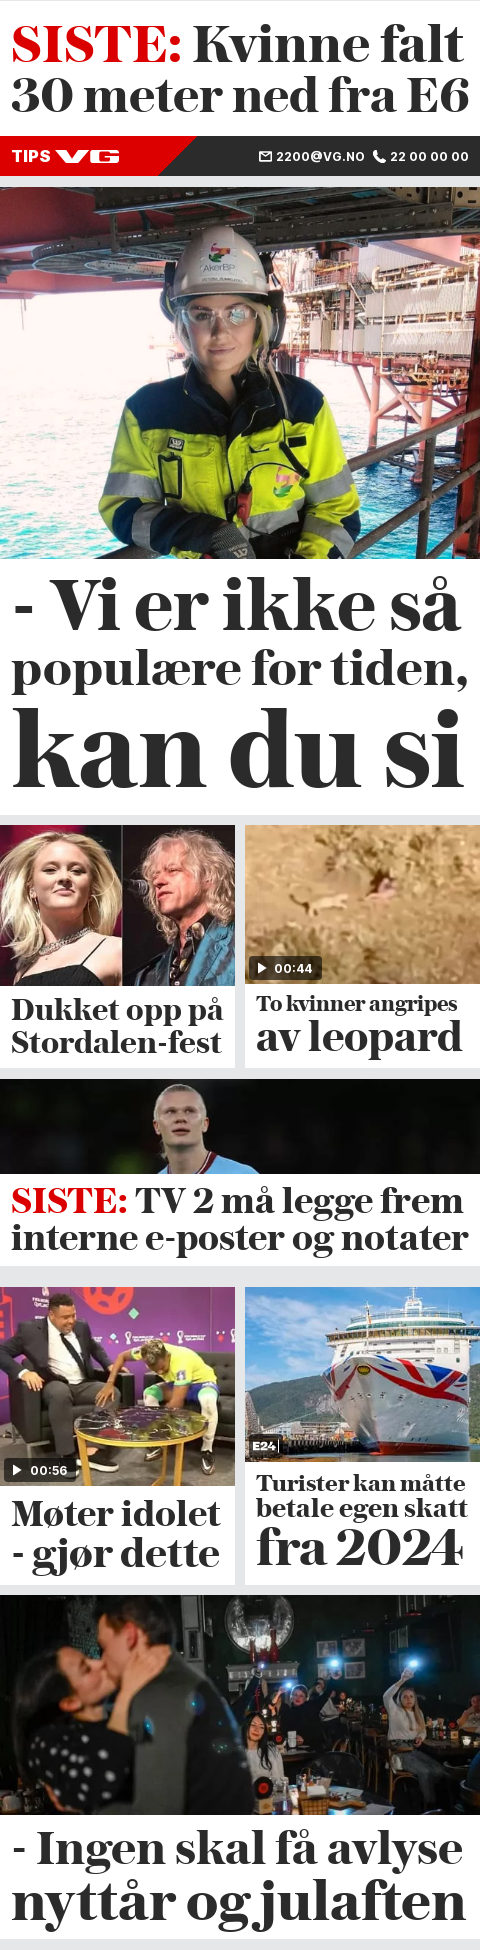 SISTE: Kvinne falt
30 meter ned fra E6
TIPS VG
2200@VG.NO 22 00 00 00
AkerBP
- Vi er ikke så
populære for tiden,
kan du si
Dukket opp på
Stordalen-fest
00:44
To kvinner angripes
av leopard
SISTE: TV 2 må legge frem
interne e-poster og notater
00:56
Møter idolet
- gjør dette
E24
Turister kan måtte
betale egen skatt
fra 2024
- Ingen skal få avlyse
nyttår og julaften